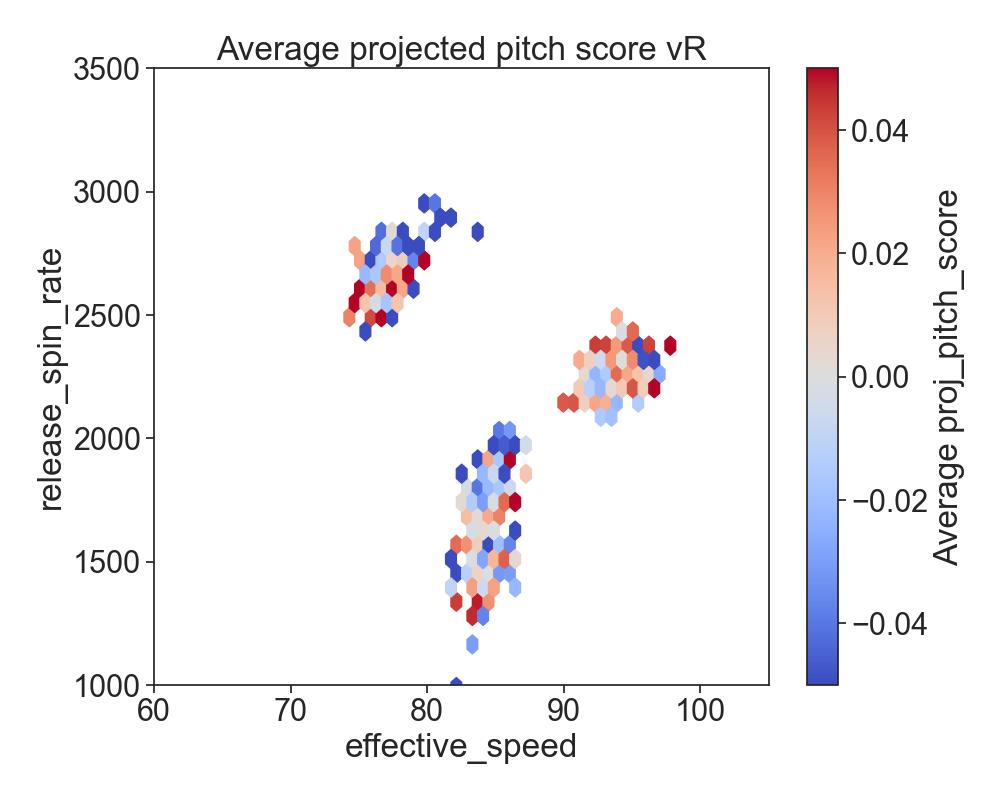 Average projected pitch score vR
3500
3000
2500
2000
1500
1000
release_spin_rate
60 70 80 90 100
effective_speed
0.04
0.02
0.00
−0.02
−0.04
Average proj_pitch_score